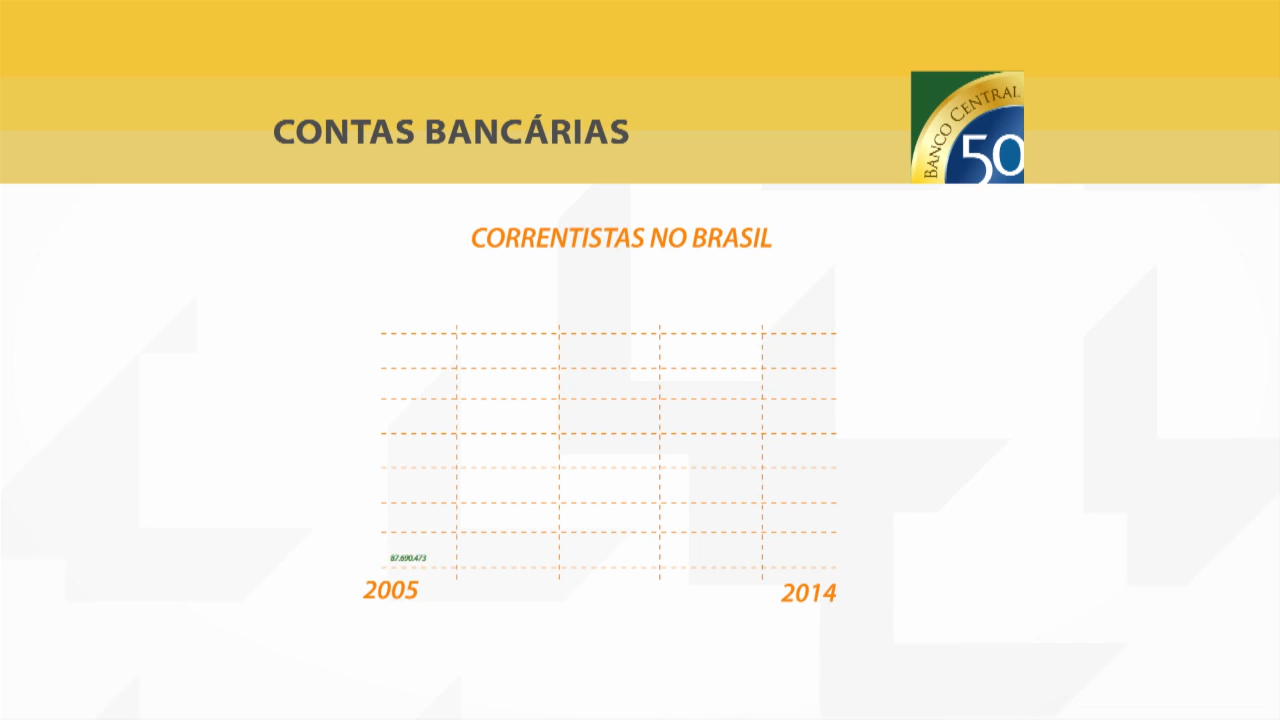 CONTAS BANCÁRIAS
BANCO CENTRAL
50
CORRENTISTAS NO BRASIL
87.690.473
2005
2014